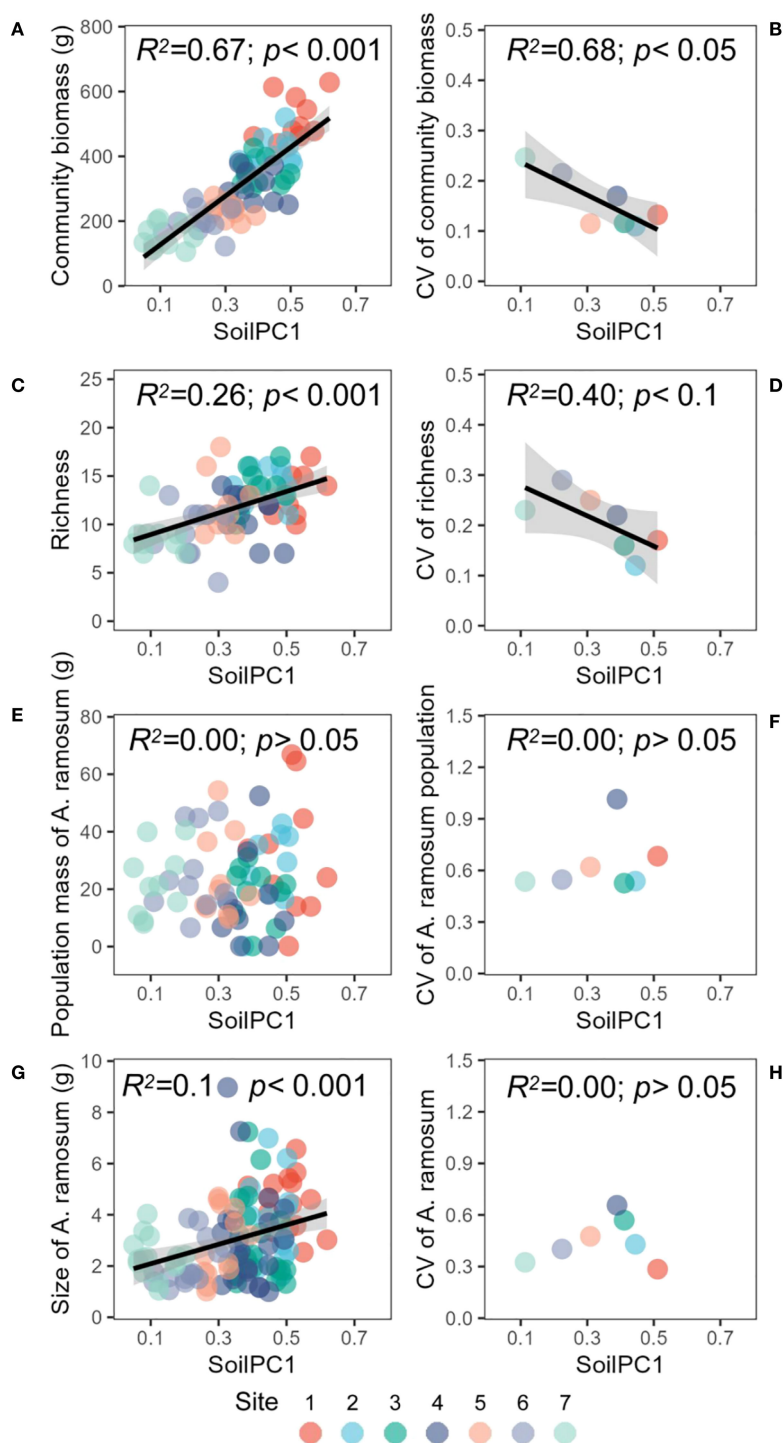 A
B
Community biomass (g)
R²=0.67; p< 0.001
800
600
400
200
0
0.1 0.3 0.5 0.7
SoilPC1
CV of community biomass
R²=0.68; p< 0.05
0.5
0.4
0.3
0.2
0.1
0.0
0.1 0.3 0.5 0.7
SoilPC1
C
D
Richness
R²=0.26; p< 0.001
25
20
15
10
5
0
0.1 0.3 0.5 0.7
SoilPC1
CV of richness
R²=0.40; p< 0.1
0.5
0.4
0.3
0.2
0.1
0.0
0.1 0.3 0.5 0.7
SoilPC1
E
F
Population mass of A. ramosum (g)
R²=0.00; p> 0.05
80
60
40
20
0
0.1 0.3 0.5 0.7
SoilPC1
CV of A. ramosum population
R²=0.00; p> 0.05
1.5
1.2
0.9
0.6
0.3
0.0
0.1 0.3 0.5 0.7
SoilPC1
G
H
Size of A. ramosum (g)
R²=0.1 p< 0.001
10
8
6
4
2
0
0.1 0.3 0.5 0.7
SoilPC1
CV of A. ramosum
R²=0.00; p> 0.05
1.5
1.2
0.9
0.6
0.3
0.0
0.1 0.3 0.5 0.7
SoilPC1
Site 1 2 3 4 5 6 7